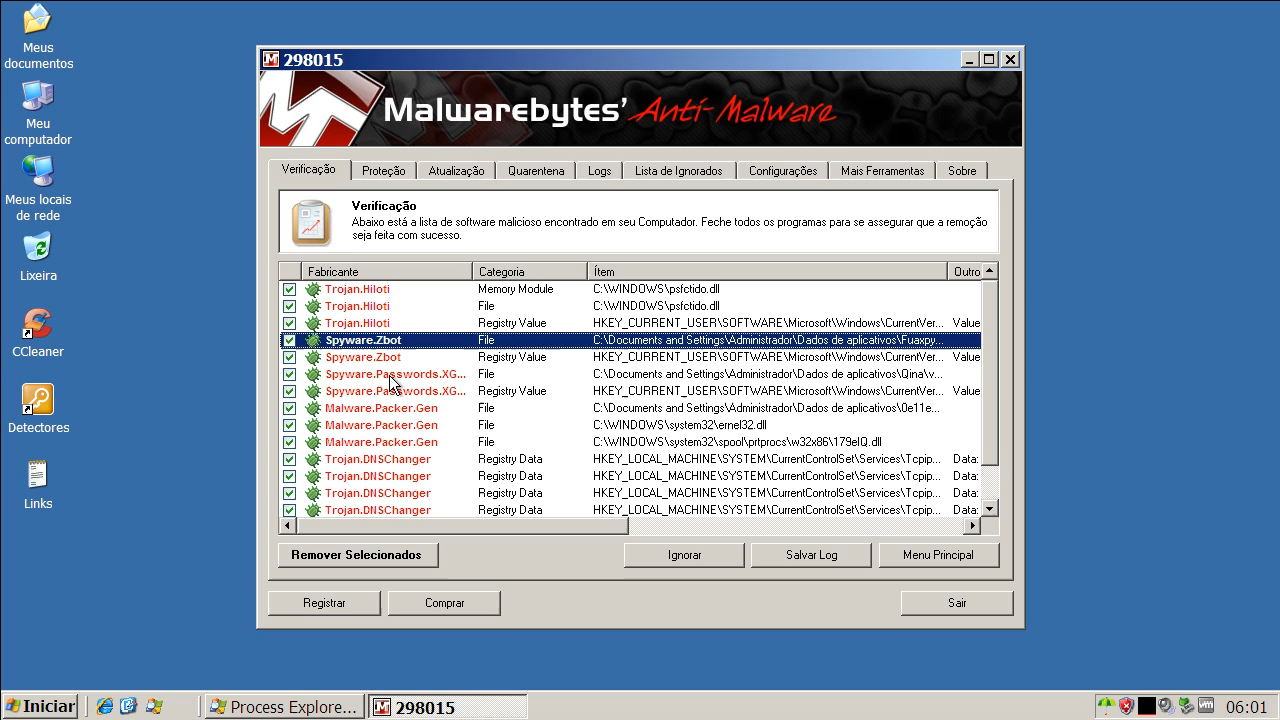 Meus documentos
Meu computador
Meus locais de rede
Lixeira
CCleaner
Detectores
Links
298015
Malwarebytes' Anti-Malware
Verificação Proteção Atualização Quarentena Logs Lista de Ignorados Configurações Mais Ferramentas Sobre
Verificação
Abaixo está a lista de software malicioso encontrado em seu Computador. Feche todos os programas para se assegurar que a remoção
seja feita com sucesso.
Fabricante Categoria Ítem Outro
Trojan.Hiloti Memory Module C:\WINDOWS\psfctido.dll
Trojan.Hiloti File C:\WINDOWS\psfctido.dll
Trojan.Hiloti Registry Value HKEY_CURRENT_USER\SOFTWARE\Microsoft\Windows\CurrentVer... Value
Spyware.Zbot File C:\Documents and Settings\Administrador\Dados de aplicativos\Fuaxpy...
Spyware.Zbot Registry Value HKEY_CURRENT_USER\SOFTWARE\Microsoft\Windows\CurrentVer... Value
Spyware.Passwords.XG... File C:\Documents and Settings\Administrador\Dados de aplicativos\Qina\v...
Spyware.Passwords.XG... Registry Value HKEY_CURRENT_USER\SOFTWARE\Microsoft\Windows\CurrentVer... Value
Malware.Packer.Gen File C:\Documents and Settings\Administrador\Dados de aplicativos\0e11e...
Malware.Packer.Gen File C:\WINDOWS\system32\ernel32.dll
Malware.Packer.Gen File C:\WINDOWS\system32\spool\prtprocs\w32x86\179eIQ.dll
Trojan.DNSChanger Registry Data HKEY_LOCAL_MACHINE\SYSTEM\CurrentControlSet\Services\Tcpip... Data:
Trojan.DNSChanger Registry Data HKEY_LOCAL_MACHINE\SYSTEM\CurrentControlSet\Services\Tcpip... Data:
Trojan.DNSChanger Registry Data HKEY_LOCAL_MACHINE\SYSTEM\CurrentControlSet\Services\Tcpip... Data:
Trojan.DNSChanger Registry Data HKEY_LOCAL_MACHINE\SYSTEM\CurrentControlSet\Services\Tcpip... Data:
Remover Selecionados Ignorar Salvar Log Menu Principal
Registrar Comprar Sair
Iniciar Process Explore... 298015 06:01